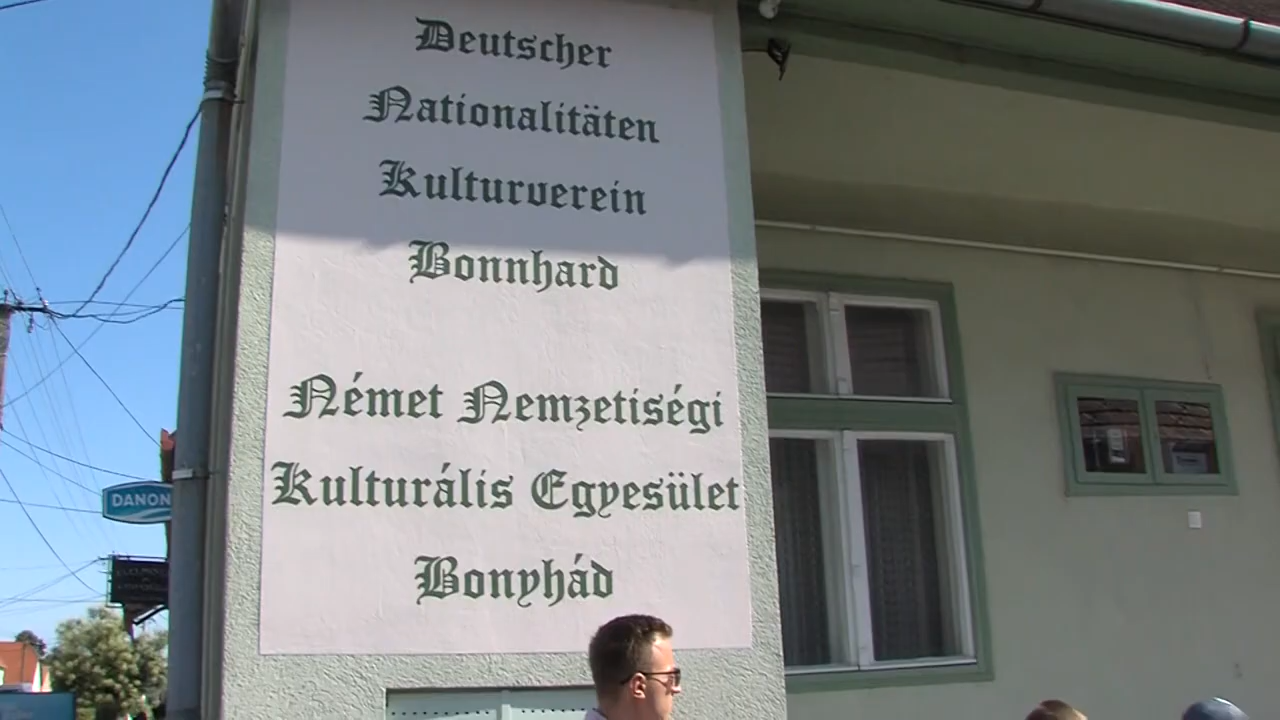 Deutscher
Nationalitäten
Kulturverein
Bonnhard
Német Nemzetiségi
Kulturális Egyesület
Bonyhád
DANON